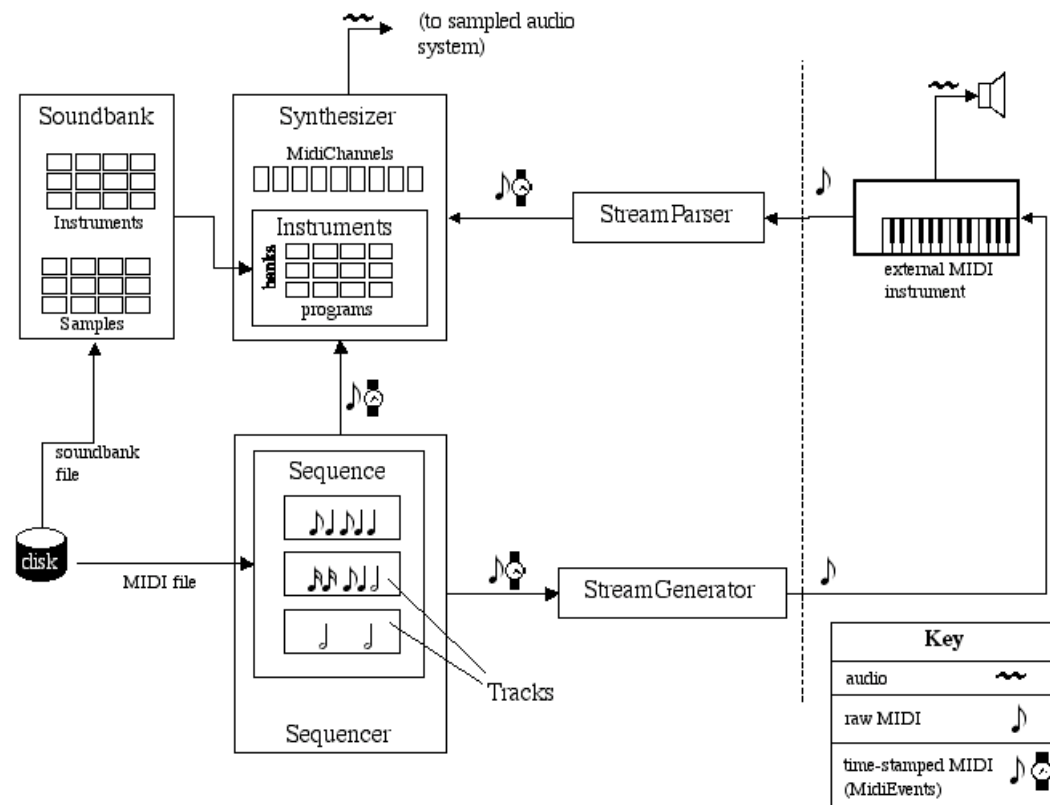 (to sampled audio
system)
Soundbank
Instruments
Samples
Synthesizer
MidiChannels
Instruments
banks
programs
StreamParser
external MIDI
instrument
soundbank
file
disk
MIDI file
Sequence
Tracks
Sequencer
StreamGenerator
Key
audio
raw MIDI
time-stamped MIDI
(MidiEvents)